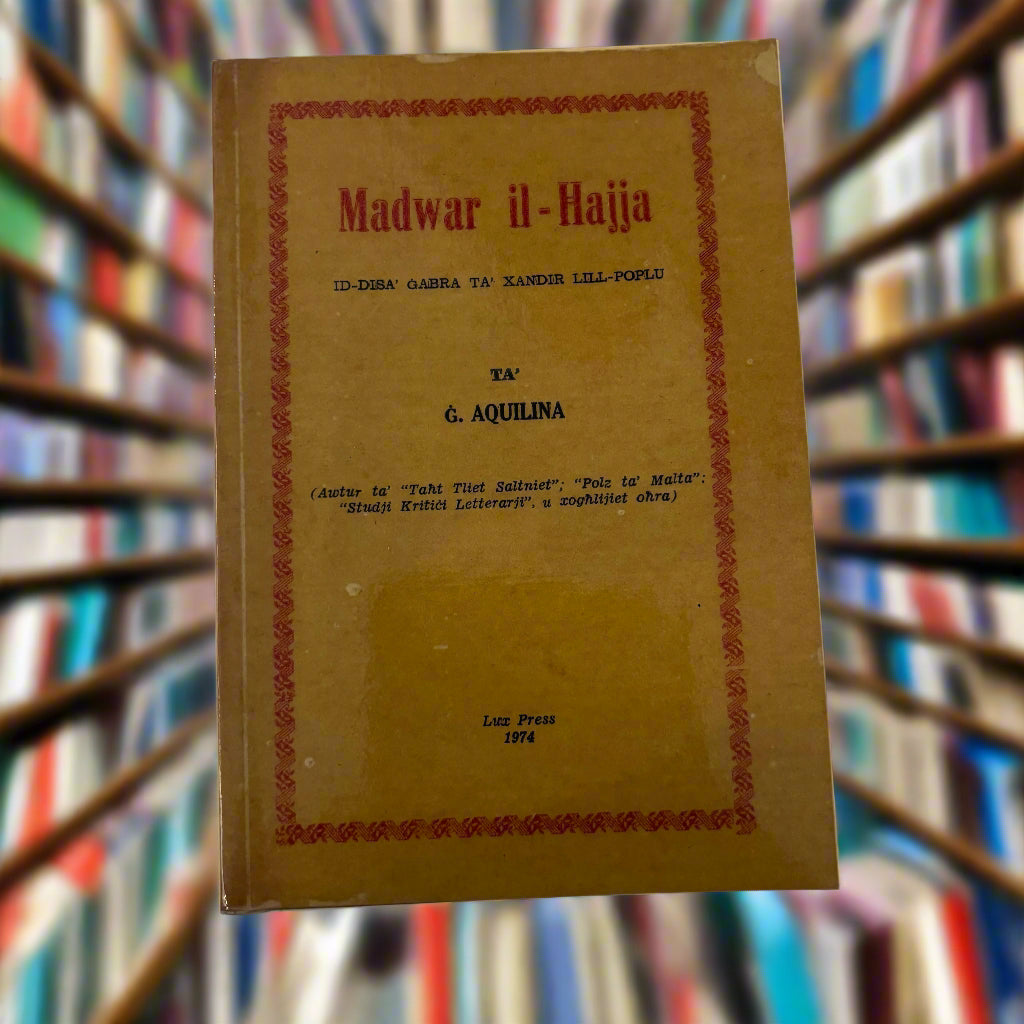 Madwar il-Ħajja
ID-DISA' ĠABRA TA' XANDIR LILL-POPLU
TA'
Ġ. AQUILINA
(Awtur ta' "Taħt Tliet Saltniet"; "Polz ta' Malta";
"Studji Kritiċi Letterarji", u xogħlijiet oħra)
Lux Press
1974